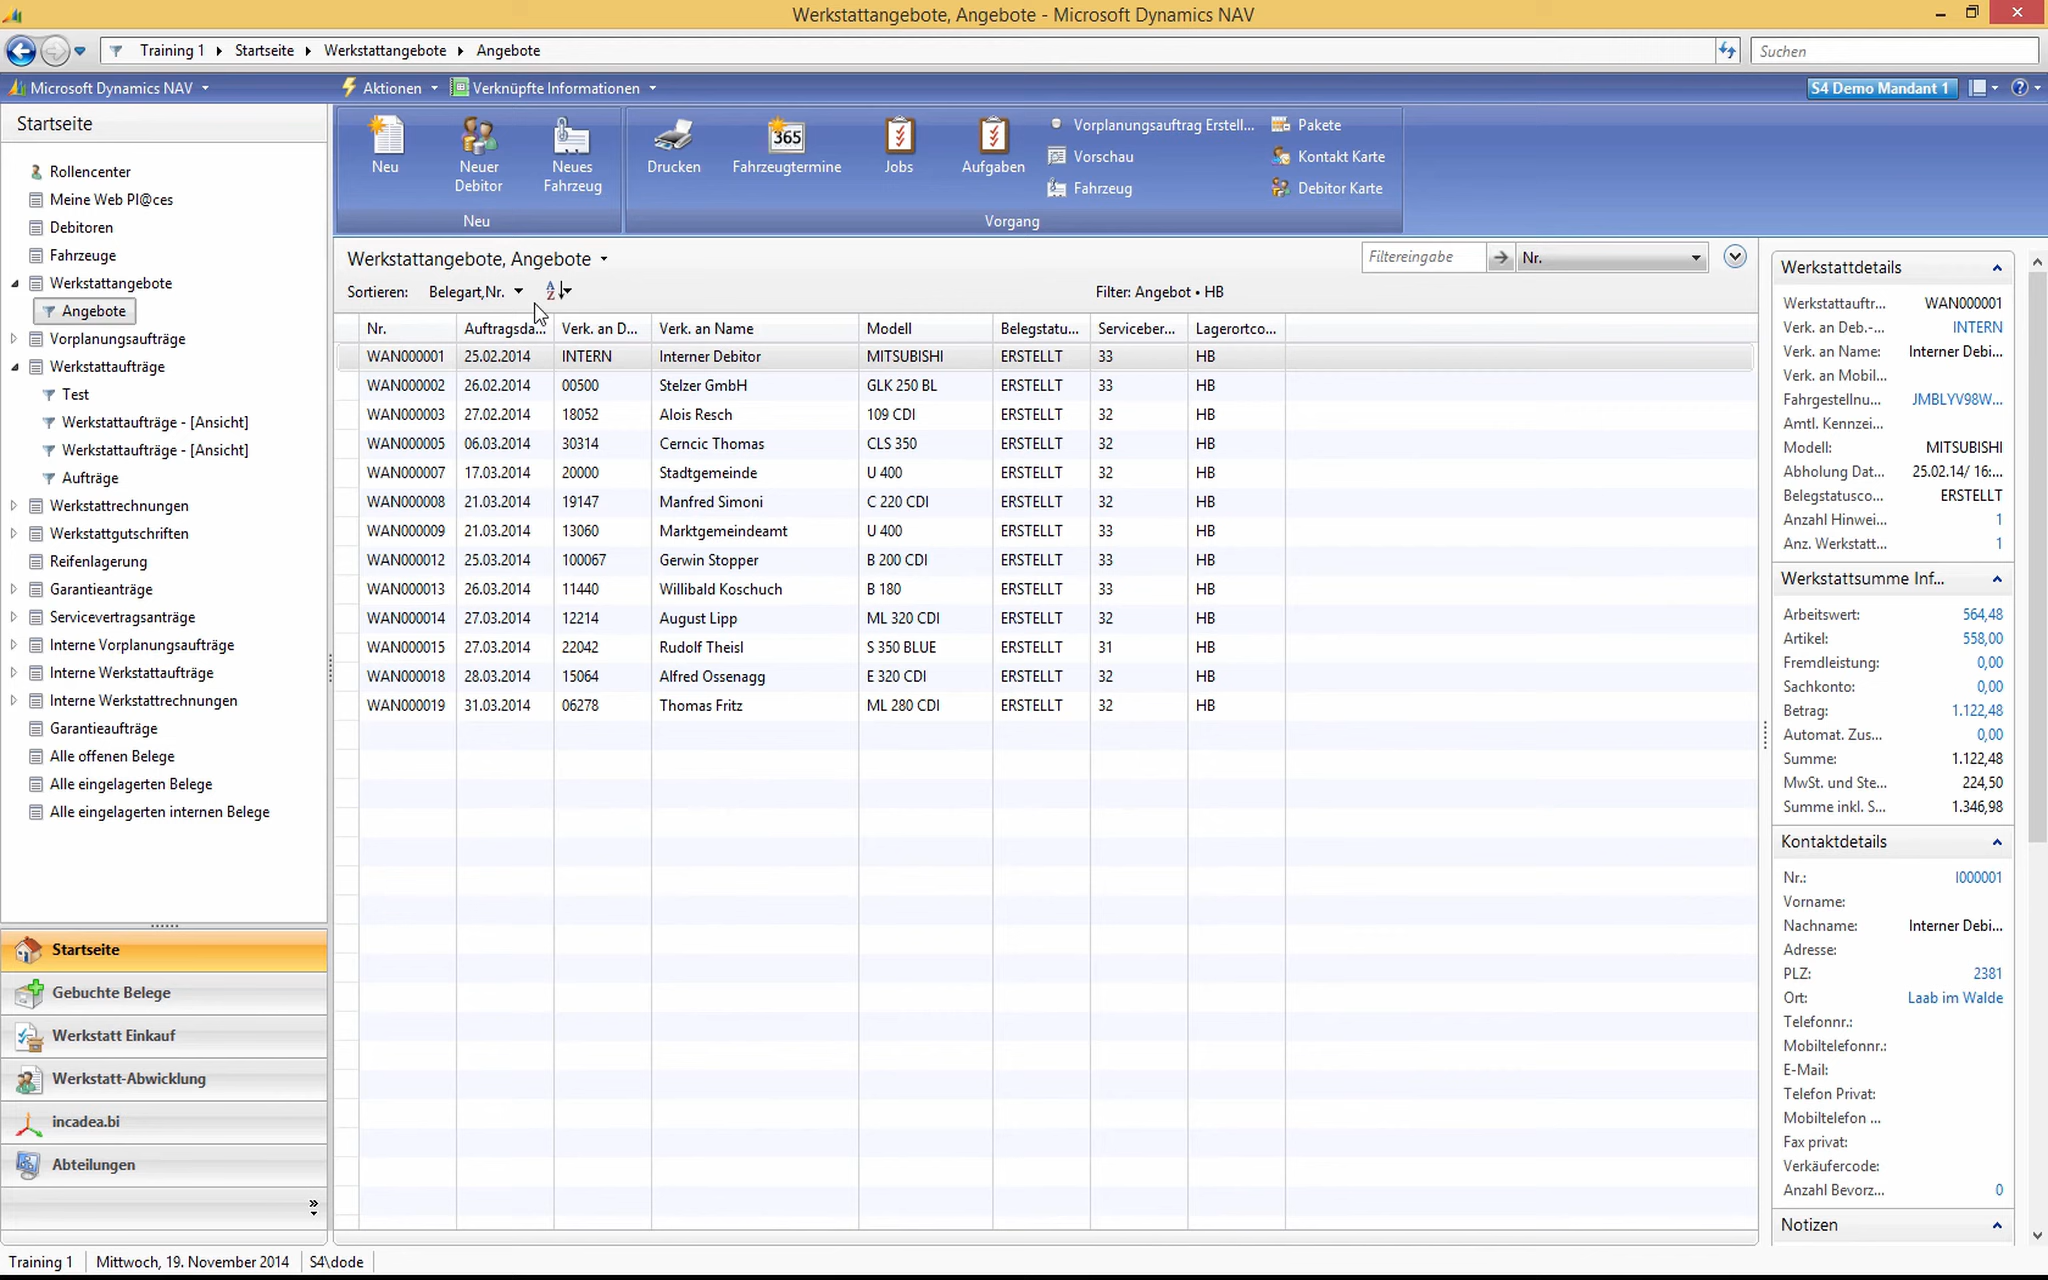 Werkstattangebote, Angebote - Microsoft Dynamics NAV
Training 1 Startseite Werkstattangebote Angebote
Suchen
Microsoft Dynamics NAV
Aktionen Verknüpfte Informationen
S4 Demo Mandant 1
Startseite
Rollencenter
Meine Web Pl@ces
Debitoren
Fahrzeuge
Werkstattangebote
Angebote
Vorplanungsaufträge
Werkstattaufträge
Test
Werkstattaufträge - [Ansicht]
Werkstattaufträge - [Ansicht]
Aufträge
Werkstattrechnungen
Werkstattgutschriften
Reifenlagerung
Garantieanträge
Servicevertragsanträge
Interne Vorplanungsaufträge
Interne Werkstattaufträge
Interne Werkstattrechnungen
Garantieaufträge
Alle offenen Belege
Alle eingelagerten Belege
Alle eingelagerten internen Belege
Startseite
Gebuchte Belege
Werkstatt Einkauf
Werkstatt-Abwicklung
incadea.bi
Abteilungen
Neu
Neuer Debitor
Neues Fahrzeug
Neu
Drucken
365
Fahrzeugtermine
Jobs
Aufgaben
Vorplanungsauftrag Erstell...
Vorschau
Fahrzeug
Pakete
Kontakt Karte
Debitor Karte
Vorgang
Werkstattangebote, Angebote
Filtereingabe
Nr.
Sortieren: Belegart,Nr. AZ
Filter: Angebot • HB
Nr. Auftragsda... Verk. an D... Verk. an Name Modell Belegstatu... Serviceber... Lagerortco...
WAN000001 25.02.2014 INTERN Interner Debitor MITSUBISHI ERSTELLT 33 HB
WAN000002 26.02.2014 00500 Stelzer GmbH GLK 250 BL ERSTELLT 33 HB
WAN000003 27.02.2014 18052 Alois Resch 109 CDI ERSTELLT 32 HB
WAN000005 06.03.2014 30314 Cerncic Thomas CLS 350 ERSTELLT 32 HB
WAN000007 17.03.2014 20000 Stadtgemeinde U 400 ERSTELLT 32 HB
WAN000008 21.03.2014 19147 Manfred Simoni C 220 CDI ERSTELLT 32 HB
WAN000009 21.03.2014 13060 Marktgemeindeamt U 400 ERSTELLT 33 HB
WAN000012 25.03.2014 100067 Gerwin Stopper B 200 CDI ERSTELLT 33 HB
WAN000013 26.03.2014 11440 Willibald Koschuch B 180 ERSTELLT 33 HB
WAN000014 27.03.2014 12214 August Lipp ML 320 CDI ERSTELLT 32 HB
WAN000015 27.03.2014 22042 Rudolf Theisl S 350 BLUE ERSTELLT 31 HB
WAN000018 28.03.2014 15064 Alfred Ossenagg E 320 CDI ERSTELLT 32 HB
WAN000019 31.03.2014 06278 Thomas Fritz ML 280 CDI ERSTELLT 32 HB
Werkstattdetails
Werkstattauftr... WAN000001
Verk. an Deb.-... INTERN
Verk. an Name: Interner Debi...
Verk. an Mobil...
Fahrgestellnu... JMBLYV98W...
Amtl. Kennzei...
Modell: MITSUBISHI
Abholung Dat... 25.02.14/ 16:...
Belegstatusco... ERSTELLT
Anzahl Hinwei... 1
Anz. Werkstatt... 1
Werkstattsumme Inf...
Arbeitswert: 564,48
Artikel: 558,00
Fremdleistung: 0,00
Sachkonto: 0,00
Betrag: 1.122,48
Automat. Zus... 0,00
Summe: 1.122,48
MwSt. und Ste... 224,50
Summe inkl. S... 1.346,98
Kontaktdetails
Nr.: I000001
Vorname:
Nachname: Interner Debi...
Adresse:
PLZ: 2381
Ort: Laab im Walde
Telefonnr.:
Mobiltelefonnr.:
E-Mail:
Telefon Privat:
Mobiltelefon ...
Fax privat:
Verkäufercode:
Anzahl Bevorz... 0
Notizen
Training 1 Mittwoch, 19. November 2014 S4\dode